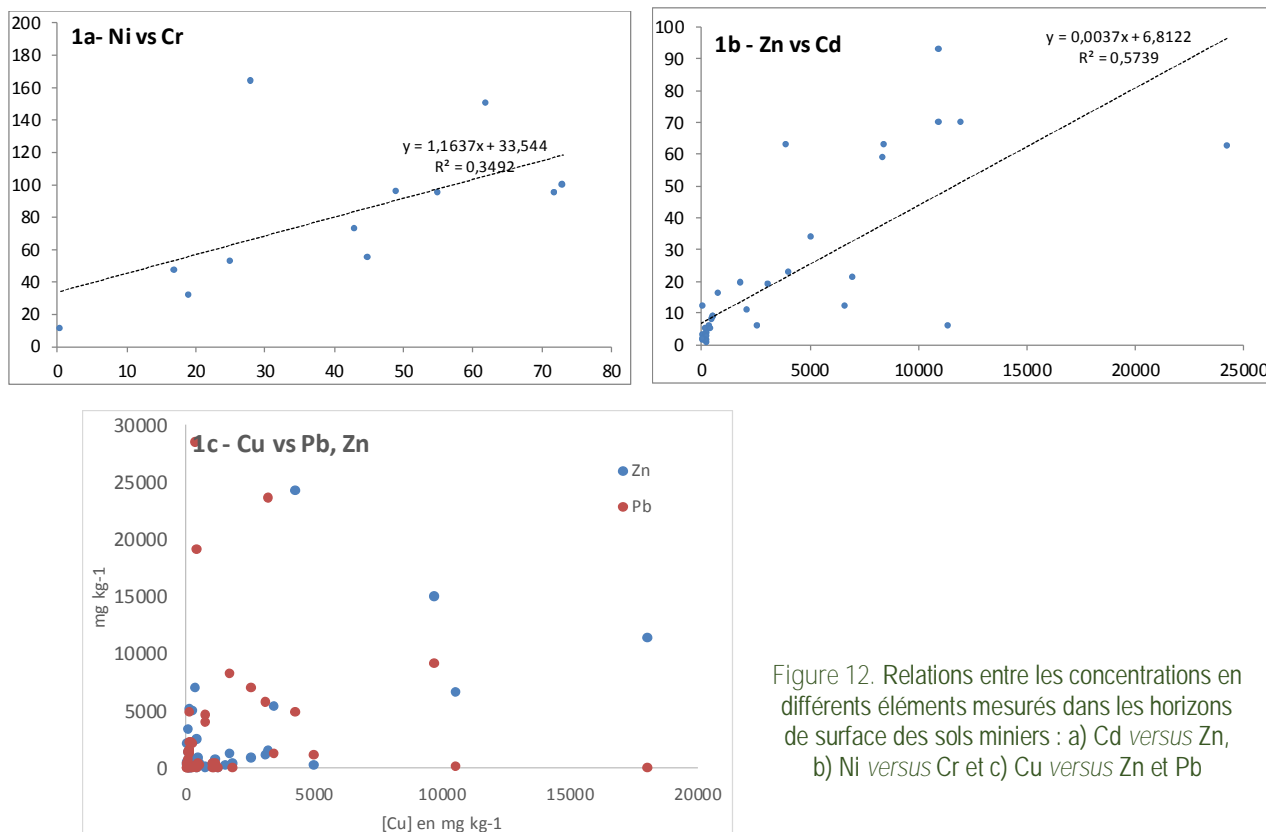 1a- Ni vs Cr
200
180
160
140
120
100
80
60
40
20
0
y = 1,1637x + 33,544
R² = 0,3492
0 10 20 30 40 50 60 70 80
1b - Zn vs Cd
100
90
80
70
60
50
40
30
20
10
0
y = 0,0037x + 6,8122
R² = 0,5739
0 5000 10000 15000 20000 25000
1c - Cu vs Pb, Zn
30000
25000
20000
15000
10000
5000
0
mg kg-1
Zn
Pb
0 5000 10000 15000 20000
[Cu] en mg kg-1
Figure 12. Relations entre les concentrations en
différents éléments mesurés dans les horizons
de surface des sols miniers : a) Cd versus Zn,
b) Ni versus Cr et c) Cu versus Zn et Pb